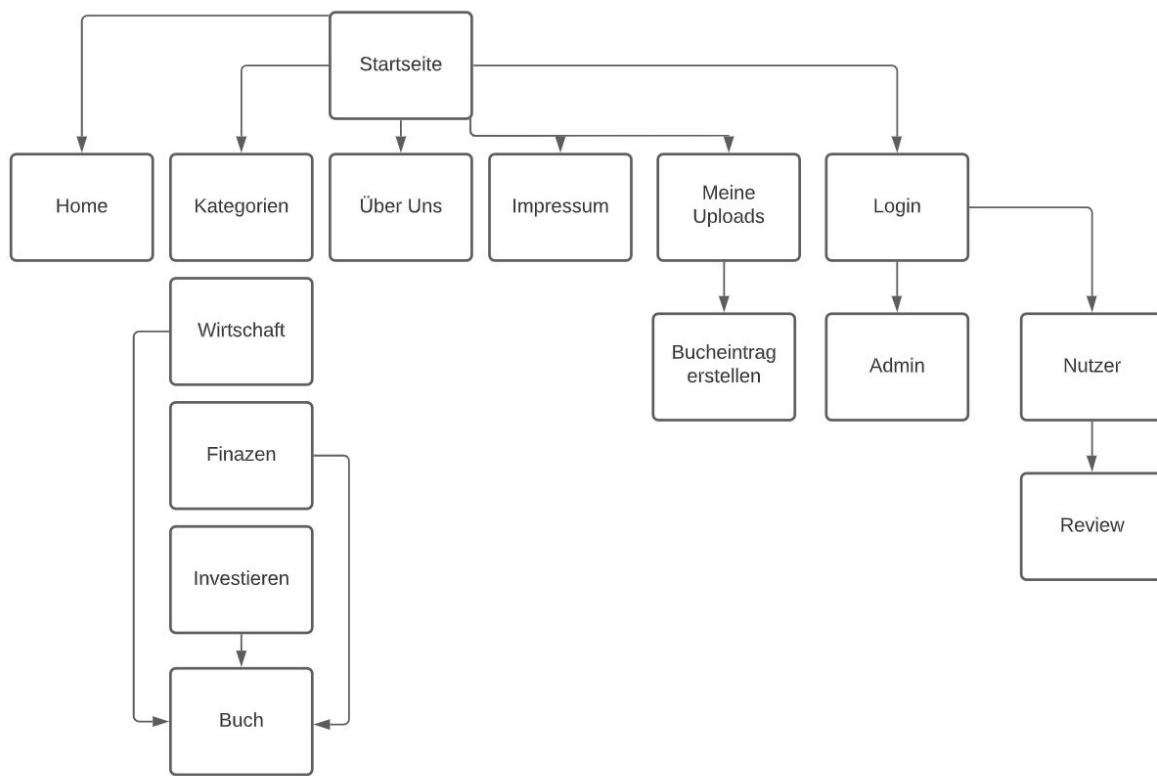 Startseite
Home
Kategorien
Über Uns
Impressum
Meine
Uploads
Login
Wirtschaft
Bucheintrag
erstellen
Admin
Nutzer
Finazen
Review
Investieren
Buch